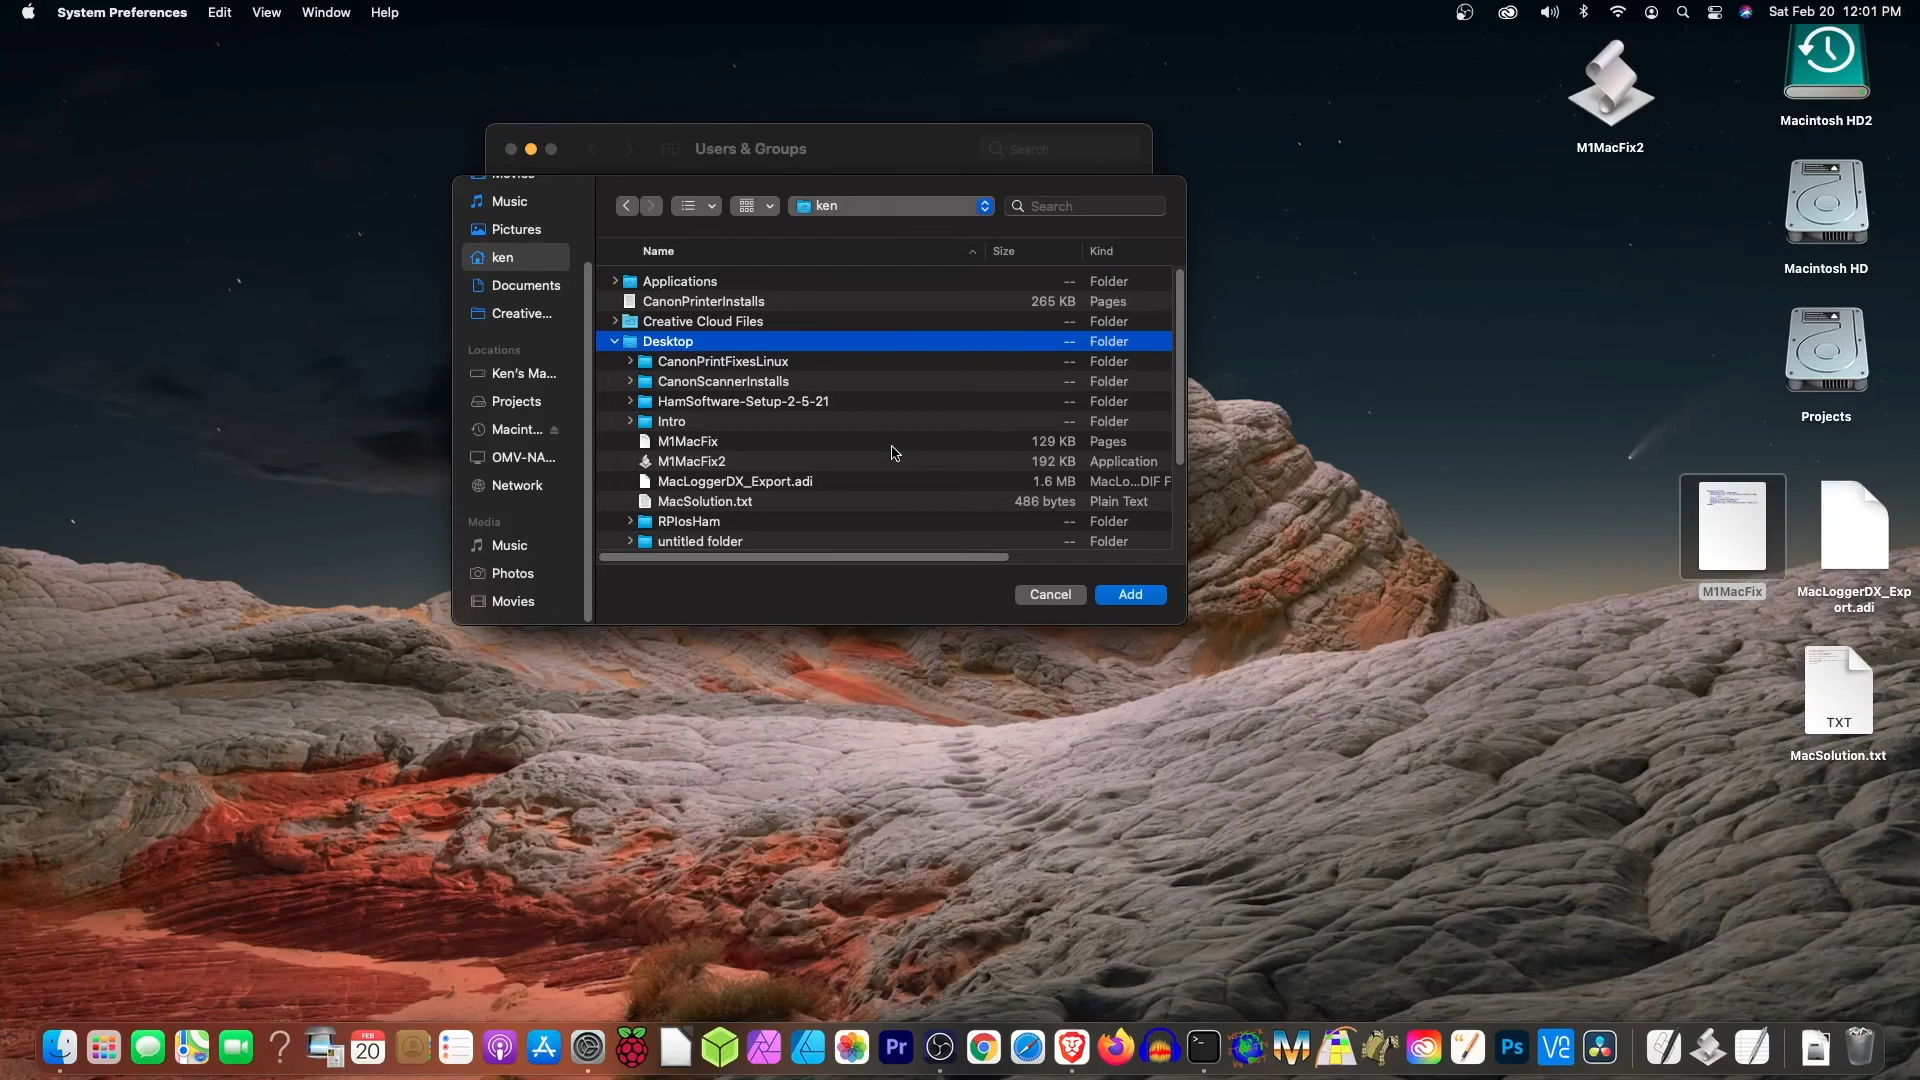 System Preferences Edit View Window Help
Sat Feb 20 12:01 PM
Macintosh HD2
M1MacFix2
Users & Groups
Search
Movies
Music
Pictures
ken
Documents
Creative...
Locations
Ken's Ma...
Projects
Macint...
OMV-NA...
Network
Media
Music
Photos
Movies
ken
Search
Name Size Kind
Applications -- Folder
CanonPrinterInstalls 265 KB Pages
Creative Cloud Files -- Folder
Desktop -- Folder
CanonPrintFixesLinux -- Folder
CanonScannerInstalls -- Folder
HamSoftware-Setup-2-5-21 -- Folder
Intro -- Folder
M1MacFix 129 KB Pages
M1MacFix2 192 KB Application
MacLoggerDX_Export.adi 1.6 MB MacLo...DIF F
MacSolution.txt 486 bytes Plain Text
RPIosHam -- Folder
untitled folder -- Folder
Cancel Add
Macintosh HD
Projects
M1MacFix
MacLoggerDX_Exp
ort.adi
TXT
MacSolution.txt
FEB
20
Pr
Ps